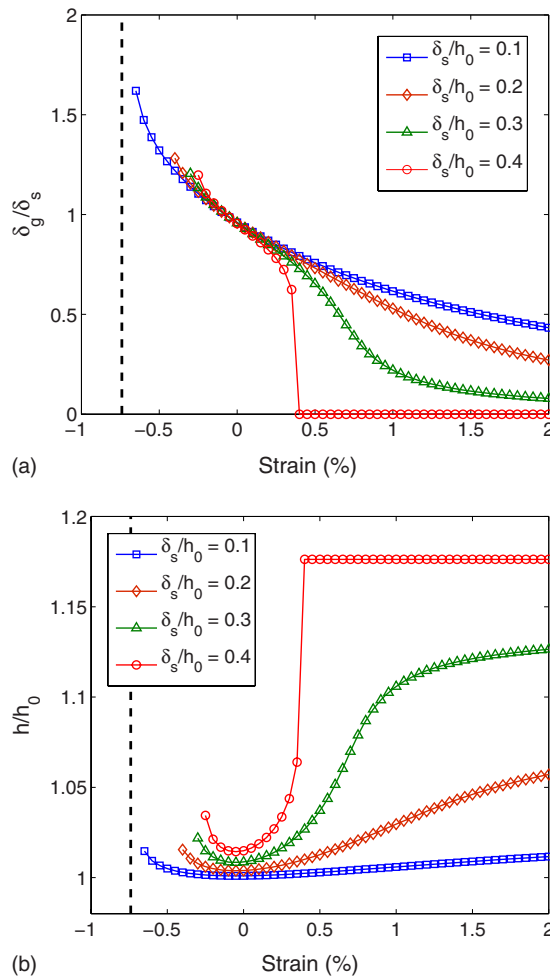 2
1.5
1
0.5
0
δg/δs
δs/h0 = 0.1
δs/h0 = 0.2
δs/h0 = 0.3
δs/h0 = 0.4
−1 −0.5 0 0.5 1 1.5 2
Strain (%)
(a)
1.2
1.15
1.1
1.05
1
h/h0
δs/h0 = 0.1
δs/h0 = 0.2
δs/h0 = 0.3
δs/h0 = 0.4
−1 −0.5 0 0.5 1 1.5 2
Strain (%)
(b)